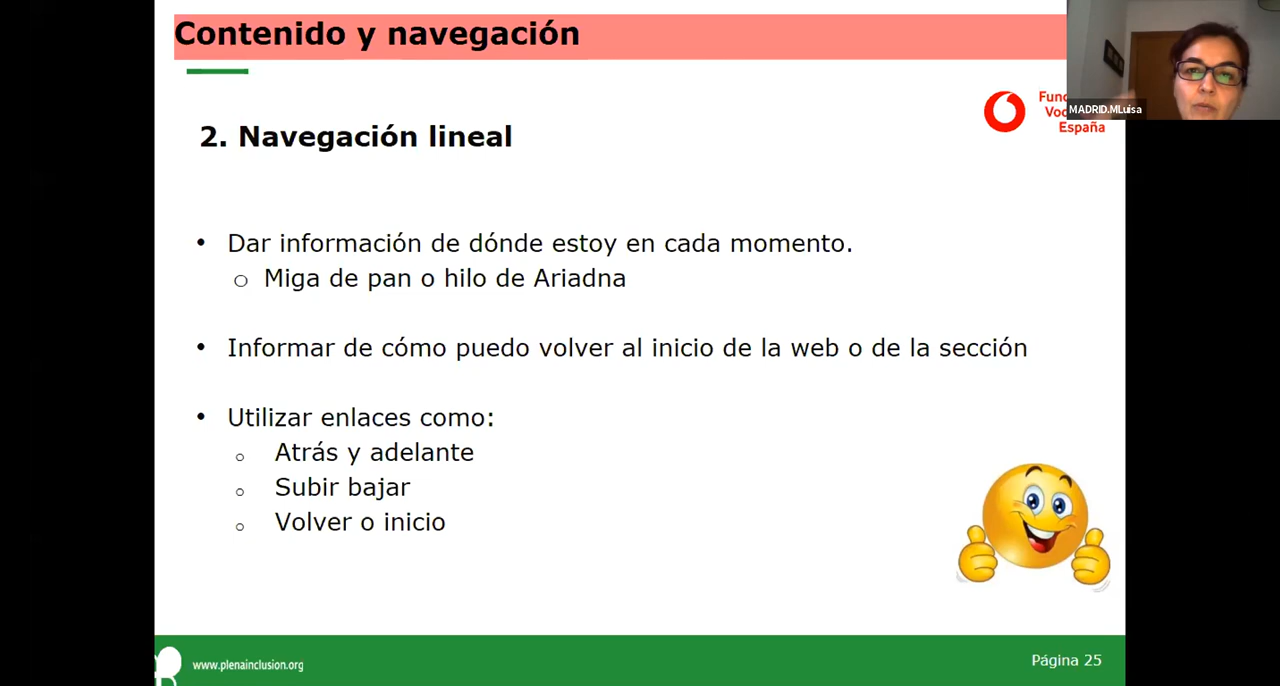 Contenido y navegación
MADRID.MLuisa
España
2. Navegación lineal
• Dar información de dónde estoy en cada momento.
o Miga de pan o hilo de Ariadna
• Informar de cómo puedo volver al inicio de la web o de la sección
• Utilizar enlaces como:
o Atrás y adelante
o Subir bajar
o Volver o inicio
www.plenainclusion.org
Página 25